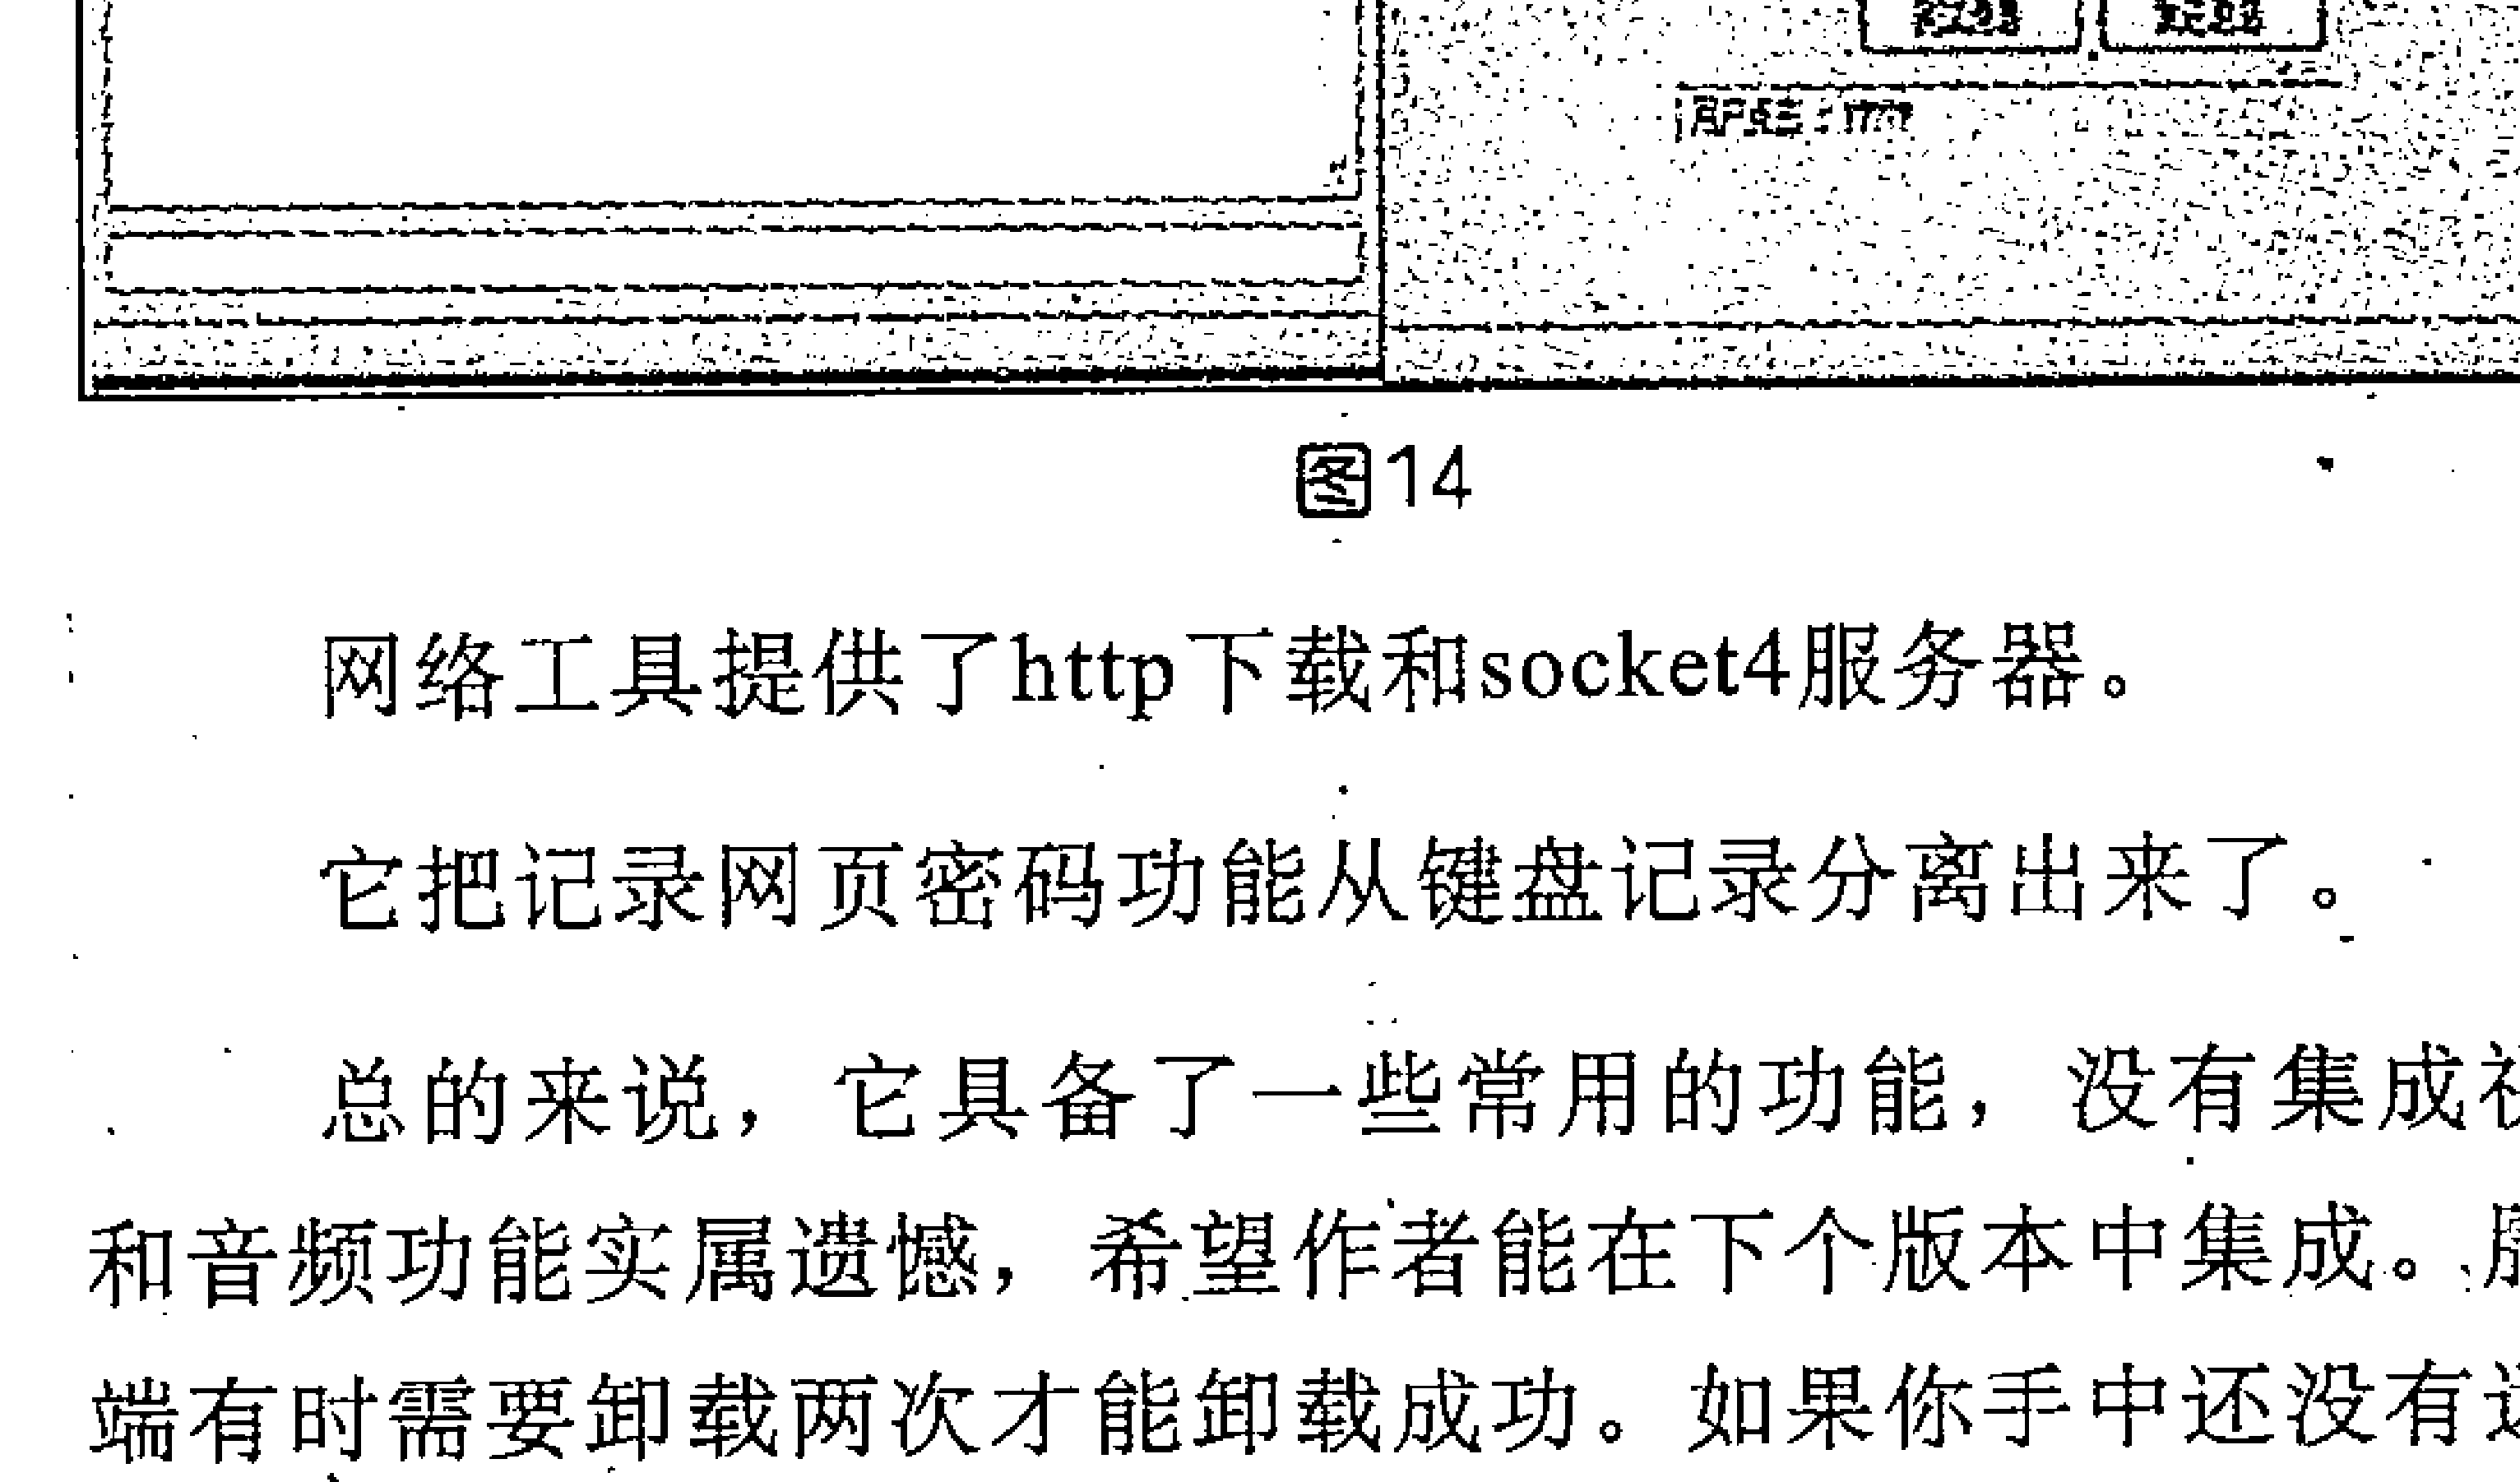 图14
网络工具提供了http下载和socket4服务器。
它把记录网页密码功能从键盘记录分离出来了。
总的来说，它具备了一些常用的功能，没有集成
和音频功能实属遗憾，希望作者能在下个版本中集成。
端有时需要卸载两次才能卸载成功。如果你手中还没有